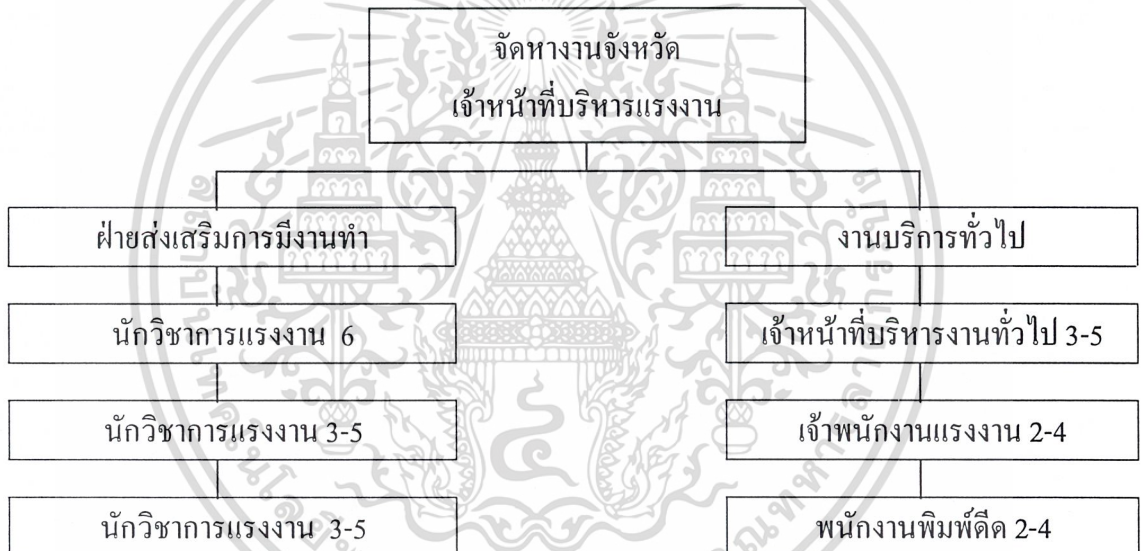 จัดหางานจังหวัด
เจ้าหน้าที่บริหารแรงงาน
ฝ่ายส่งเสริมการมีงานทำ
งานบริการทั่วไป
นักวิชาการแรงงาน 6
เจ้าหน้าที่บริหารงานทั่วไป 3-5
นักวิชาการแรงงาน 3-5
เจ้าพนักงานแรงงาน 2-4
นักวิชาการแรงงาน 3-5
พนักงานพิมพ์ดีด 2-4